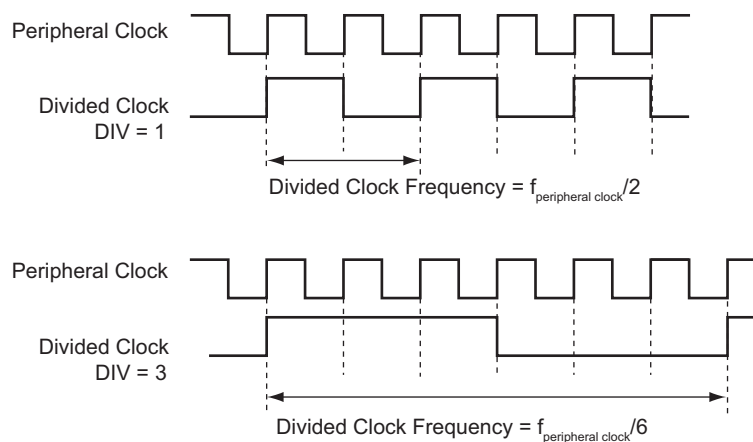 Peripheral Clock
Divided Clock
DIV = 1
Divided Clock Frequency = fperipheral clock/2
Peripheral Clock
Divided Clock
DIV = 3
Divided Clock Frequency = fperipheral clock/6